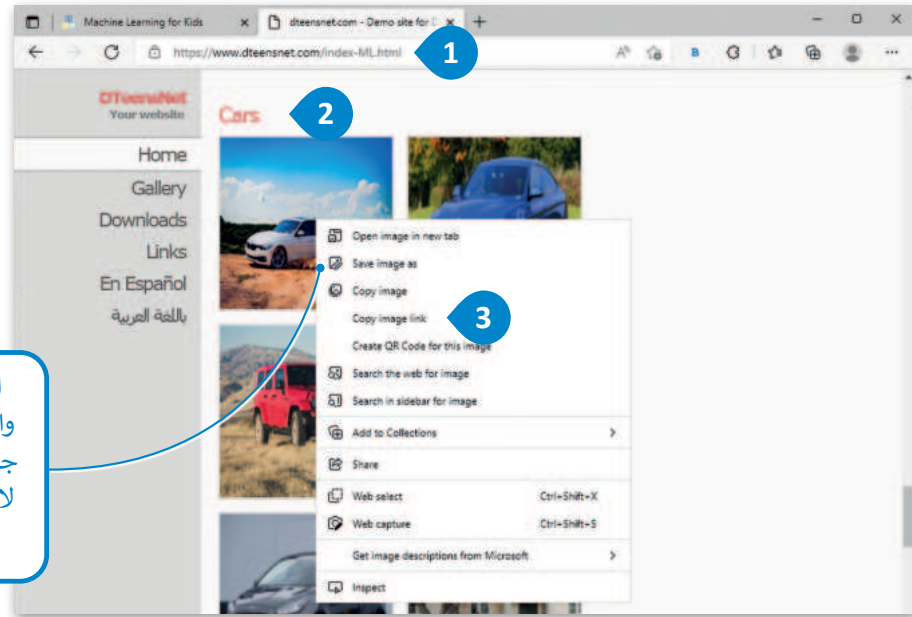 Machine Learning for Kids
dteensnet.com - Demo site for
https://www.dteensnet.com/index-ML.html
1
DTeensNet
Your website
Cars
2
Home
Gallery
Downloads
Links
En Español
باللغة العربية
Open image in new tab
Save image as
Copy image
Copy image link
3
Create QR Code for this image
Search the web for image
Search in sidebar for image
Add to Collections
Share
Web select Ctrl+Shift+X
Web capture Ctrl+Shift+S
Get image descriptions from Microsoft
Inspect